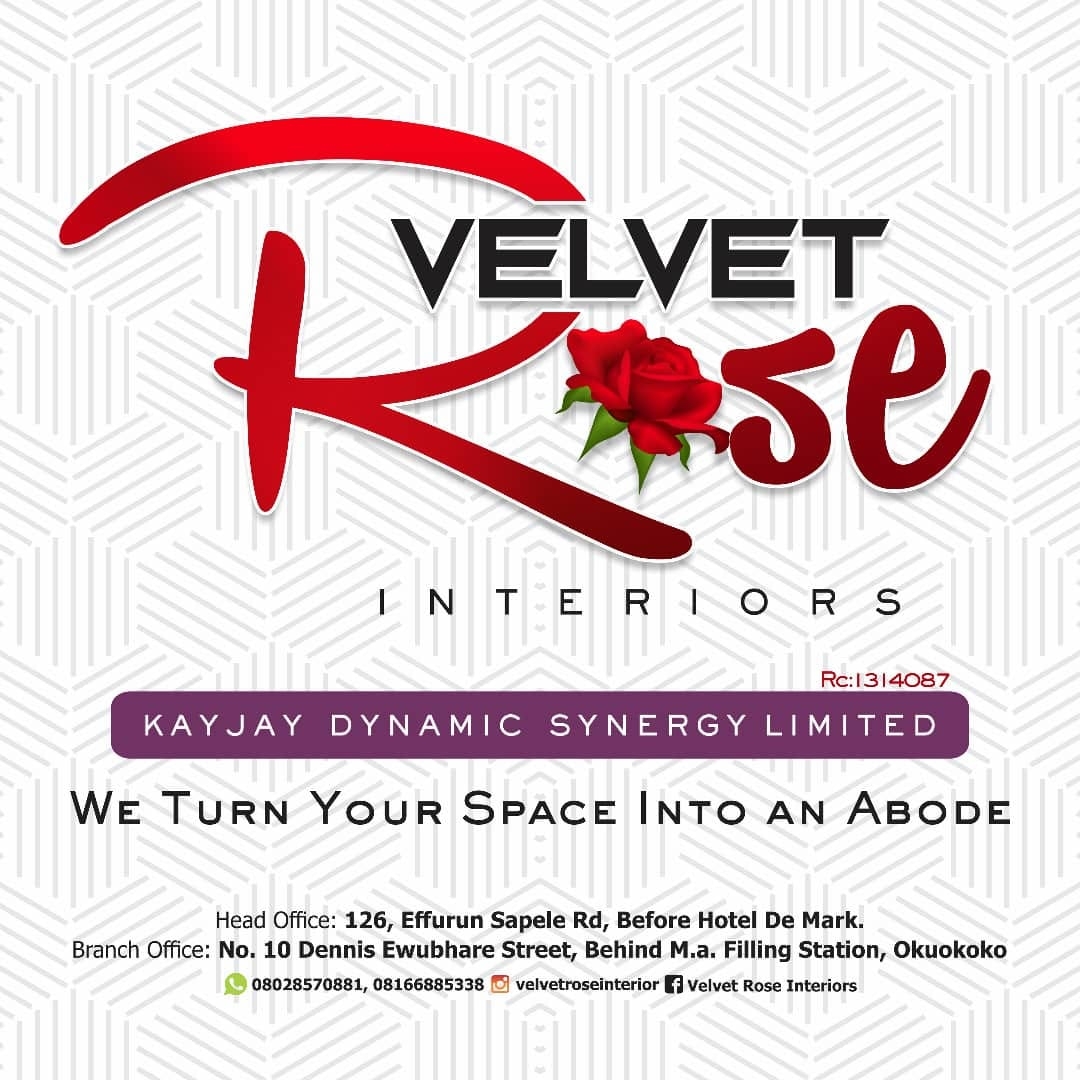 VELVET
Rose
INTERIORS
Rc:1314087
KAYJAY DYNAMIC SYNERGY LIMITED
WE TURN YOUR SPACE INTO AN ABODE
Head Office: 126, Effurun Sapele Rd, Before Hotel De Mark.
Branch Office: No. 10 Dennis Ewubhare Street, Behind M.a. Filling Station, Okuokoko
08028570881, 08166885338 velvetroseinterior Velvet Rose Interiors